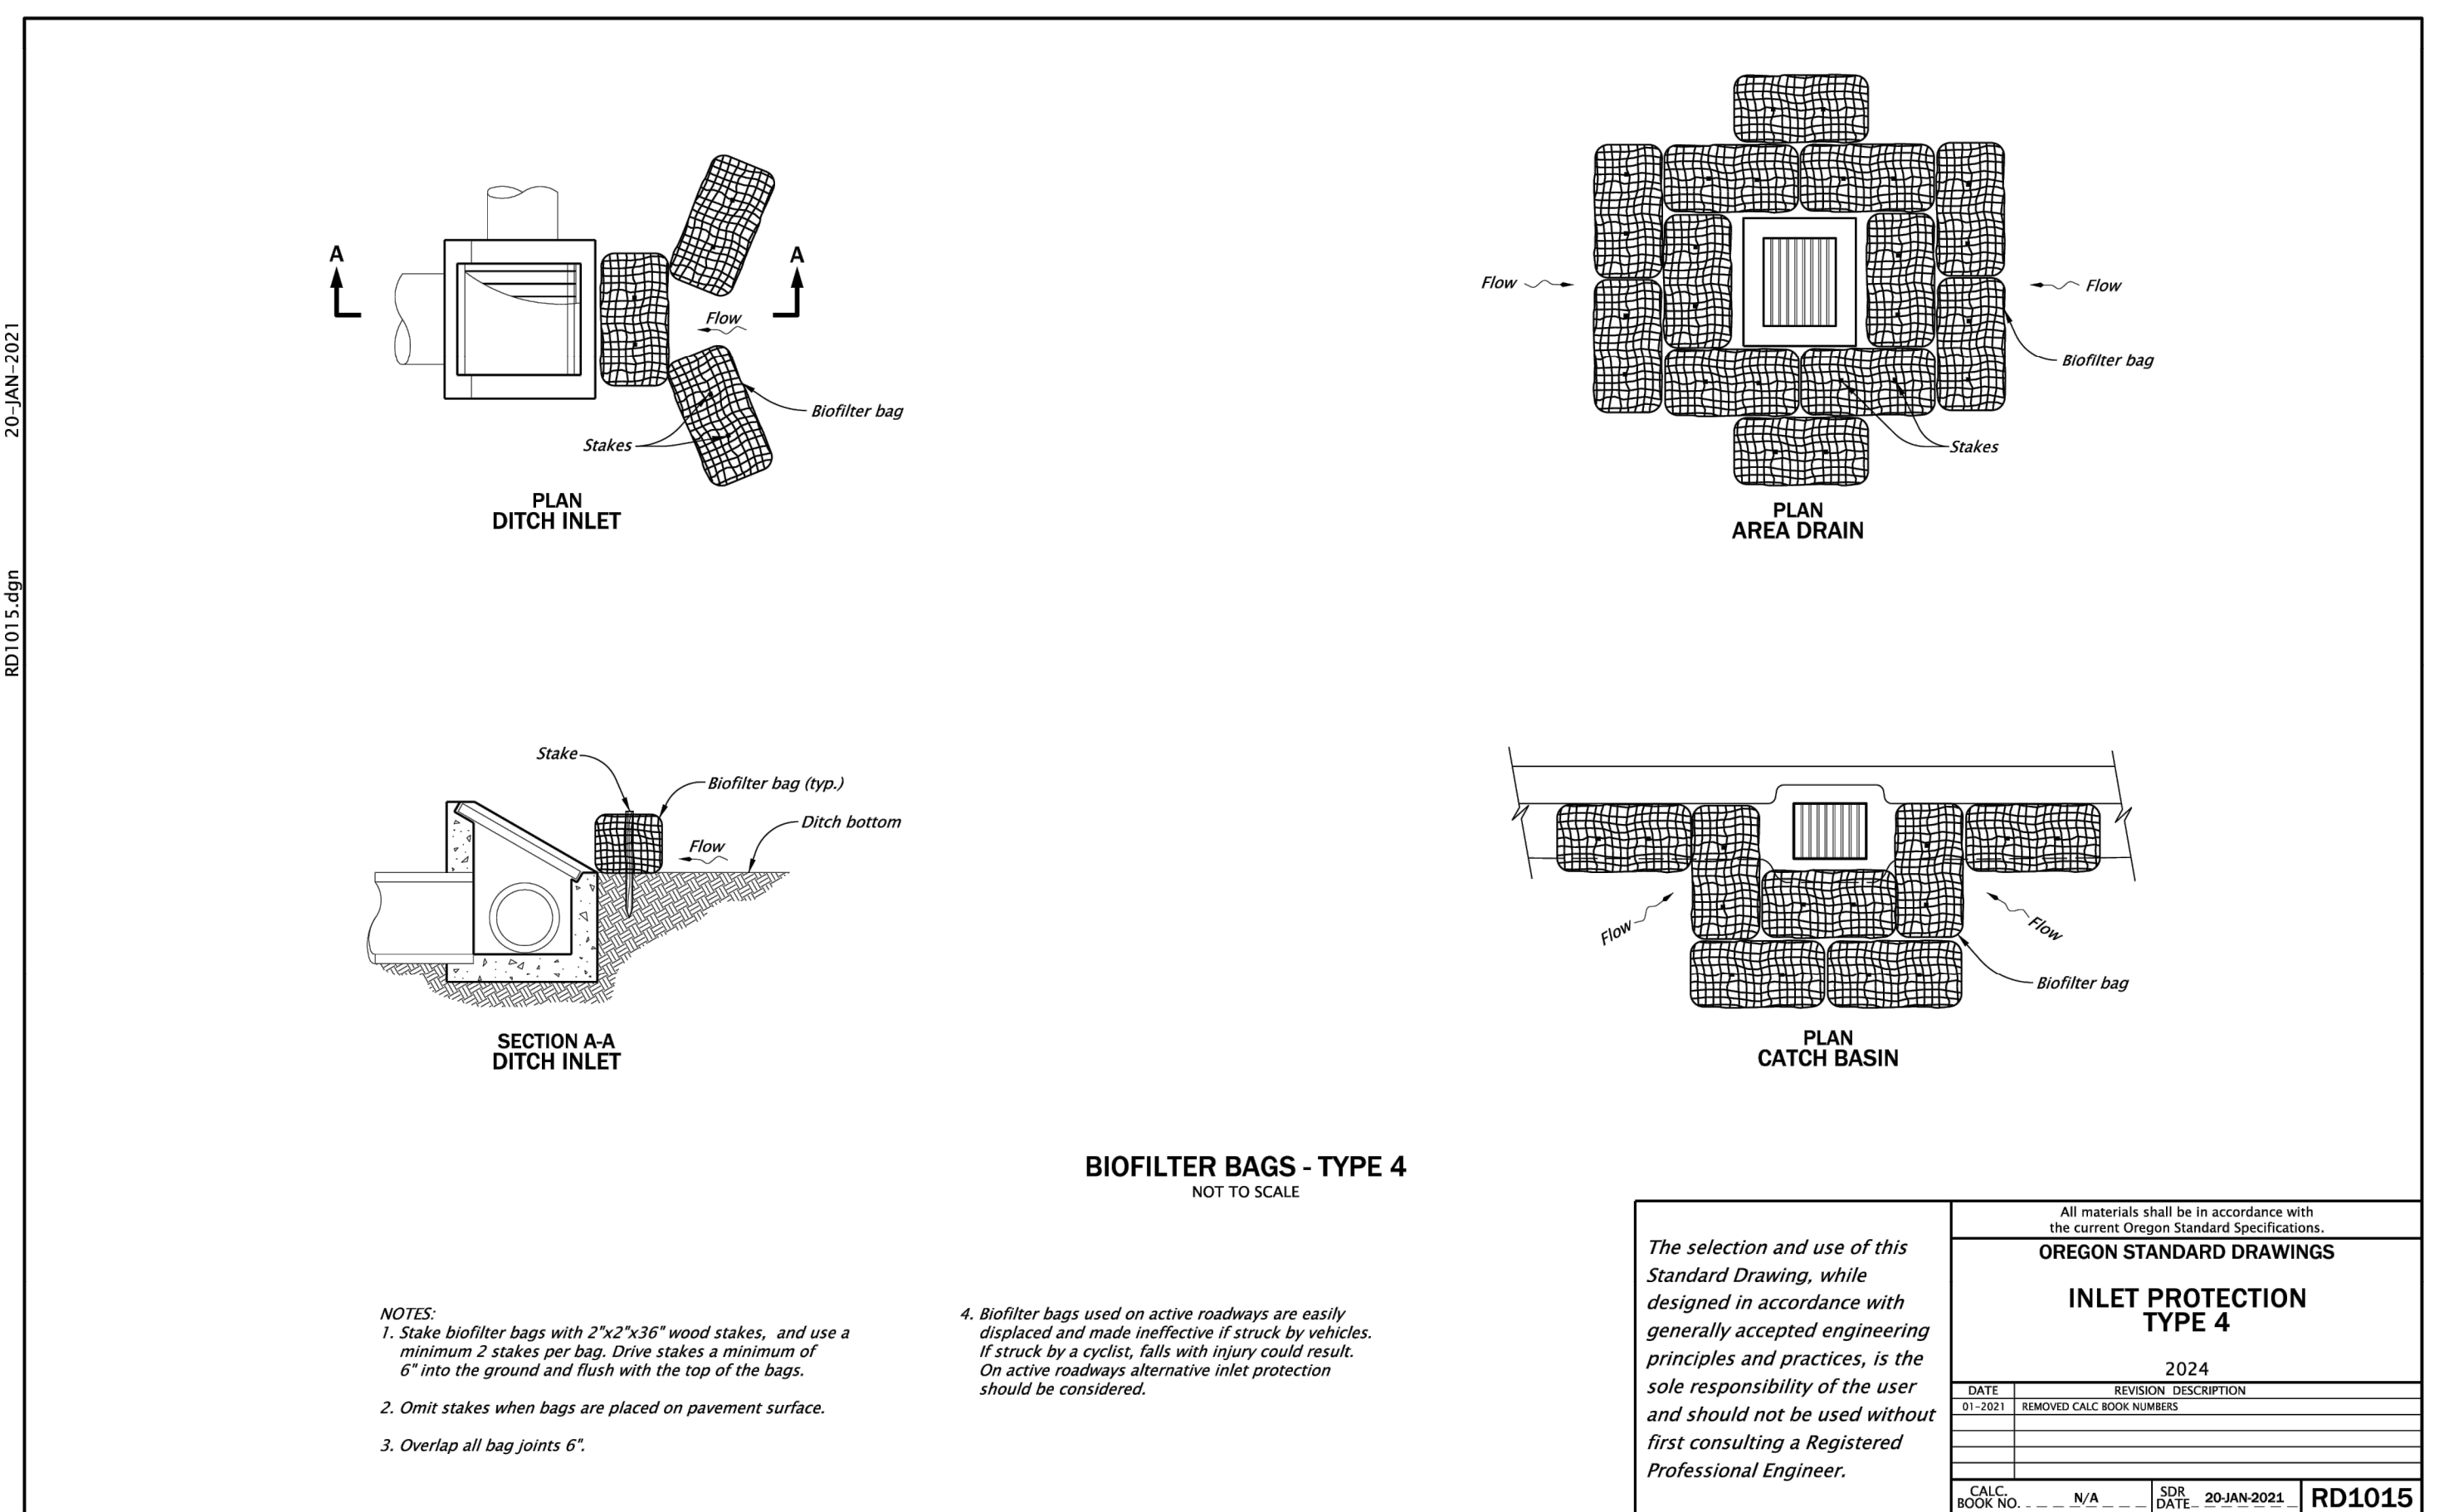 20-JAN-2021
RD1015.dgn
A
A
Flow
Biofilter bag
Stakes
PLAN
DITCH INLET
Flow
Flow
Biofilter bag
Stakes
PLAN
AREA DRAIN
Stake
Biofilter bag (typ.)
Ditch bottom
Flow
SECTION A-A
DITCH INLET
Flow
Flow
Biofilter bag
PLAN
CATCH BASIN
BIOFILTER BAGS - TYPE 4
NOT TO SCALE
NOTES:
1. Stake biofilter bags with 2"x2"x36" wood stakes, and use a
minimum 2 stakes per bag. Drive stakes a minimum of
6" into the ground and flush with the top of the bags.
2. Omit stakes when bags are placed on pavement surface.
3. Overlap all bag joints 6".
4. Biofilter bags used on active roadways are easily
displaced and made ineffective if struck by vehicles.
If struck by a cyclist, falls with injury could result.
On active roadways alternative inlet protection
should be considered.
The selection and use of this
Standard Drawing, while
designed in accordance with
generally accepted engineering
principles and practices, is the
sole responsibility of the user
and should not be used without
first consulting a Registered
Professional Engineer.
All materials shall be in accordance with
the current Oregon Standard Specifications.
OREGON STANDARD DRAWINGS
INLET PROTECTION
TYPE 4
2024
DATE REVISION DESCRIPTION
01-2021 REMOVED CALC BOOK NUMBERS
CALC.
BOOK NO. N/A
SDR
DATE 20-JAN-2021
RD1015